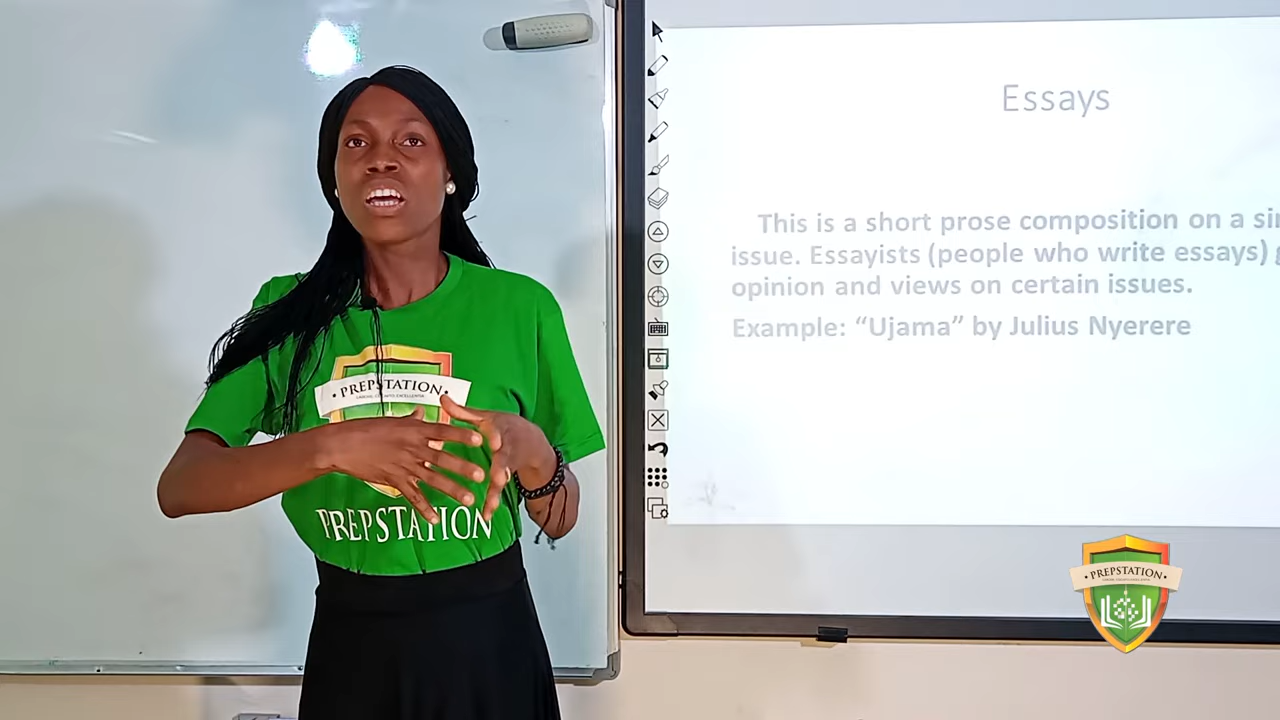 Essays
This is a short prose composition on a
issue. Essayists (people who write essays)
opinion and views on certain issues.
Example: “Ujama” by Julius Nyerere
• PREPSTATION •
PREPSTATION
• PREPSTATION •